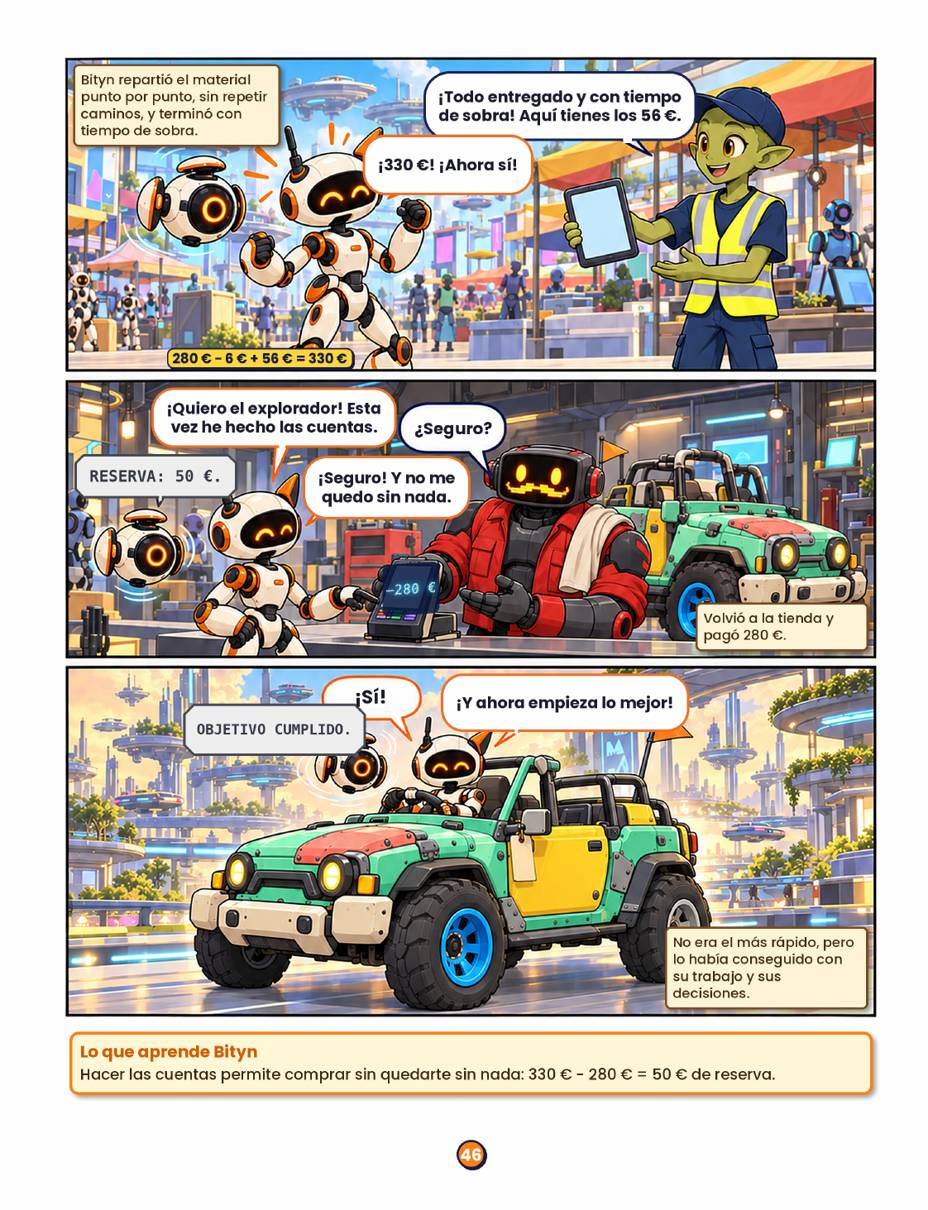 Bityn repartió el material
punto por punto, sin repetir
caminos, y terminó con
tiempo de sobra.
¡Todo entregado y con tiempo
de sobra! Aquí tienes los 56 €.
¡330 €! ¡Ahora sí!
280 € - 6 € + 56 € = 330 €
¡Quiero el explorador! Esta
vez he hecho las cuentas.
¿Seguro?
RESERVA: 50 €.
¡Seguro! Y no me
quedo sin nada.
-280 €
Volvió a la tienda y
pagó 280 €.
¡Sí!
¡Y ahora empieza lo mejor!
OBJETIVO CUMPLIDO.
No era el más rápido, pero
lo había conseguido con
su trabajo y sus
decisiones.
Lo que aprende Bityn
Hacer las cuentas permite comprar sin quedarte sin nada: 330 € - 280 € = 50 € de reserva.
46